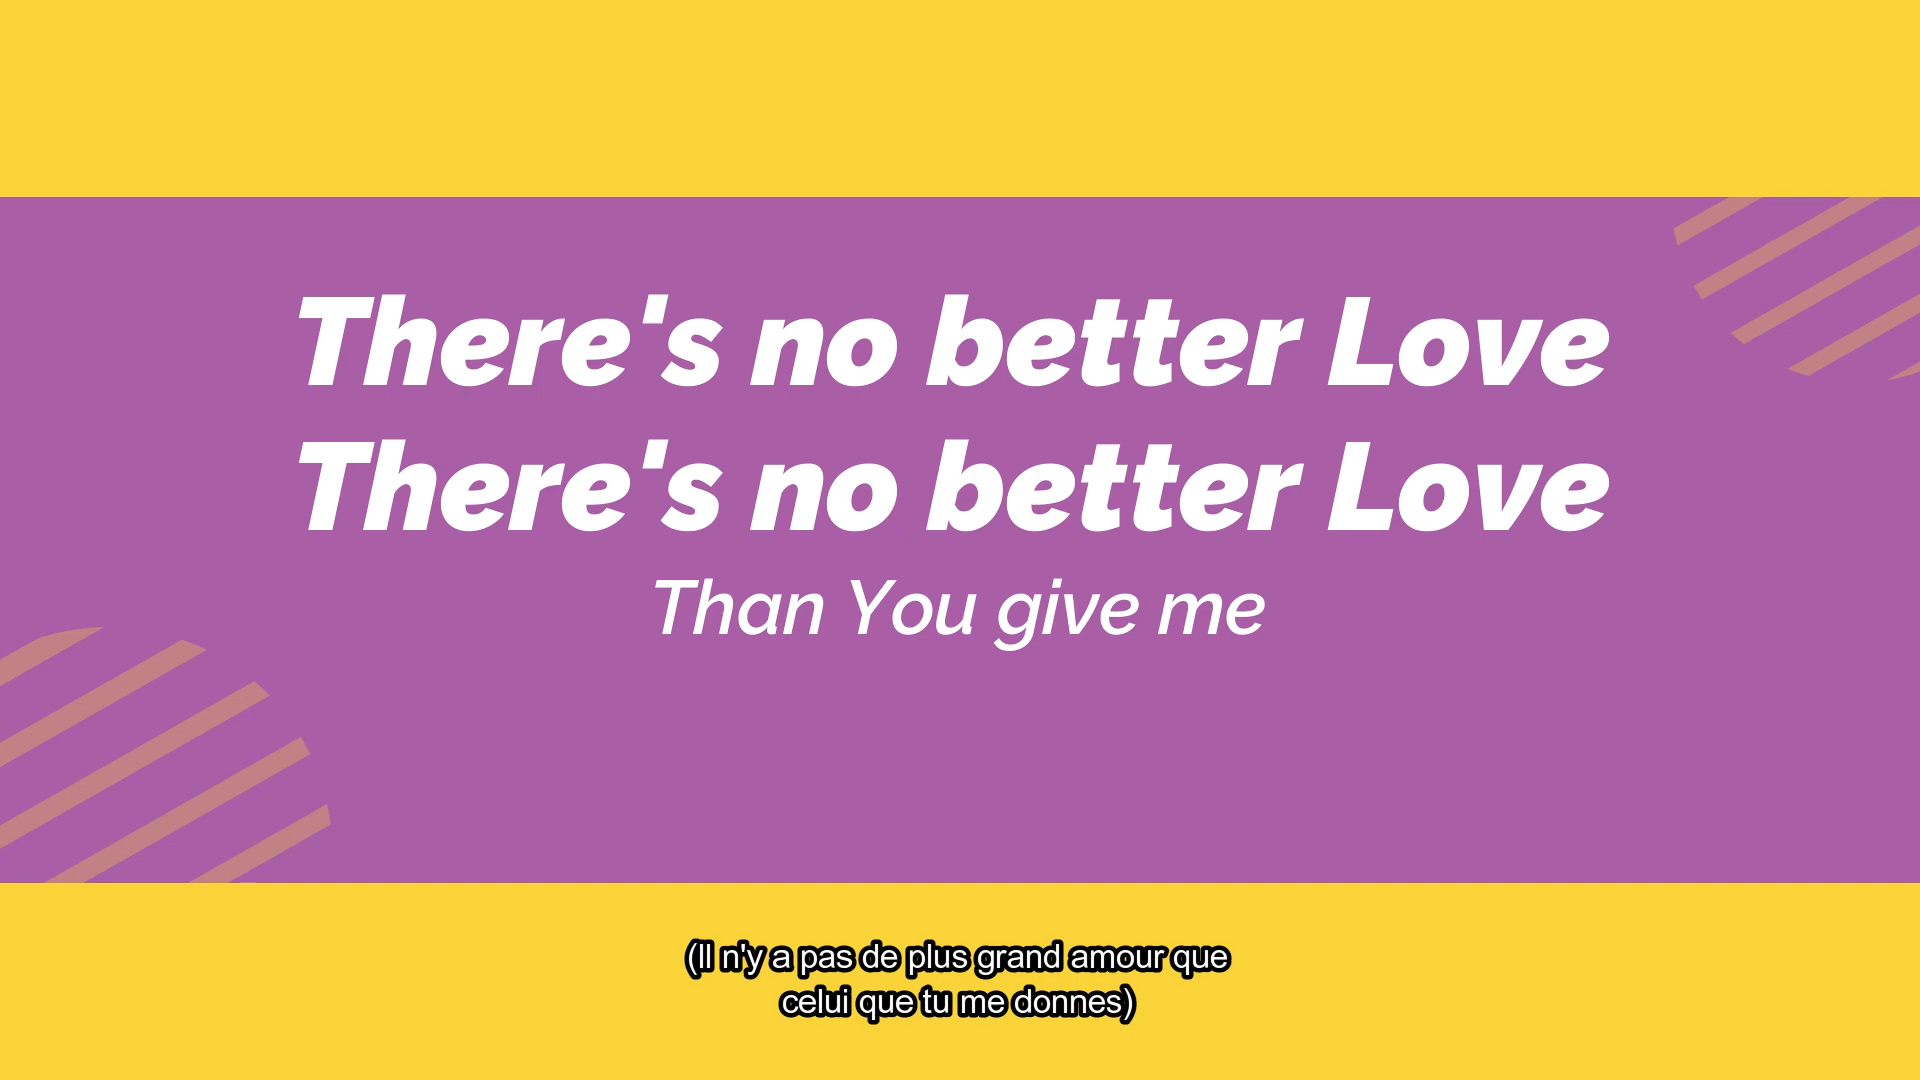 There's no better Love
There's no better Love
Than You give me
(Il n'y a pas de plus grand amour que
celui que tu me donnes)